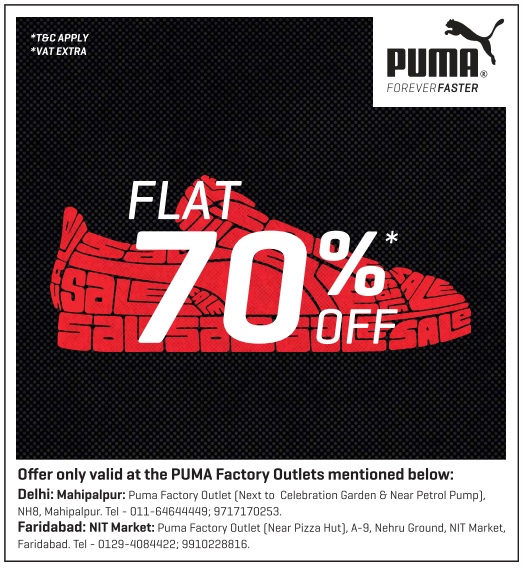 *T&C APPLY
*VAT EXTRA
PUMA®
FOREVERFASTER
FLAT
70%*
OFF
SALE
Offer only valid at the PUMA Factory Outlets mentioned below:
Delhi: Mahipalpur: Puma Factory Outlet (Next to Celebration Garden & Near Petrol Pump),
NH8, Mahipalpur. Tel - 011-64644449; 9717170253.
Faridabad: NIT Market: Puma Factory Outlet (Near Pizza Hut), A-9, Nehru Ground, NIT Market,
Faridabad. Tel - 0129-4084422; 9910228816.